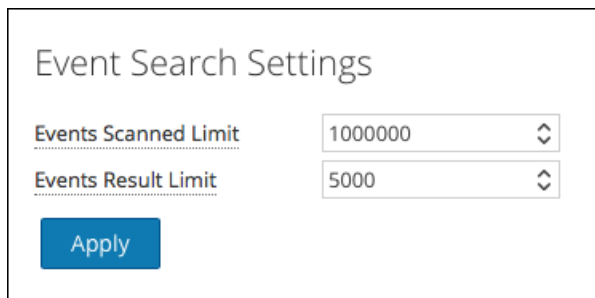 Event Search Settings
Events Scanned Limit 1000000
Events Result Limit 5000
Apply